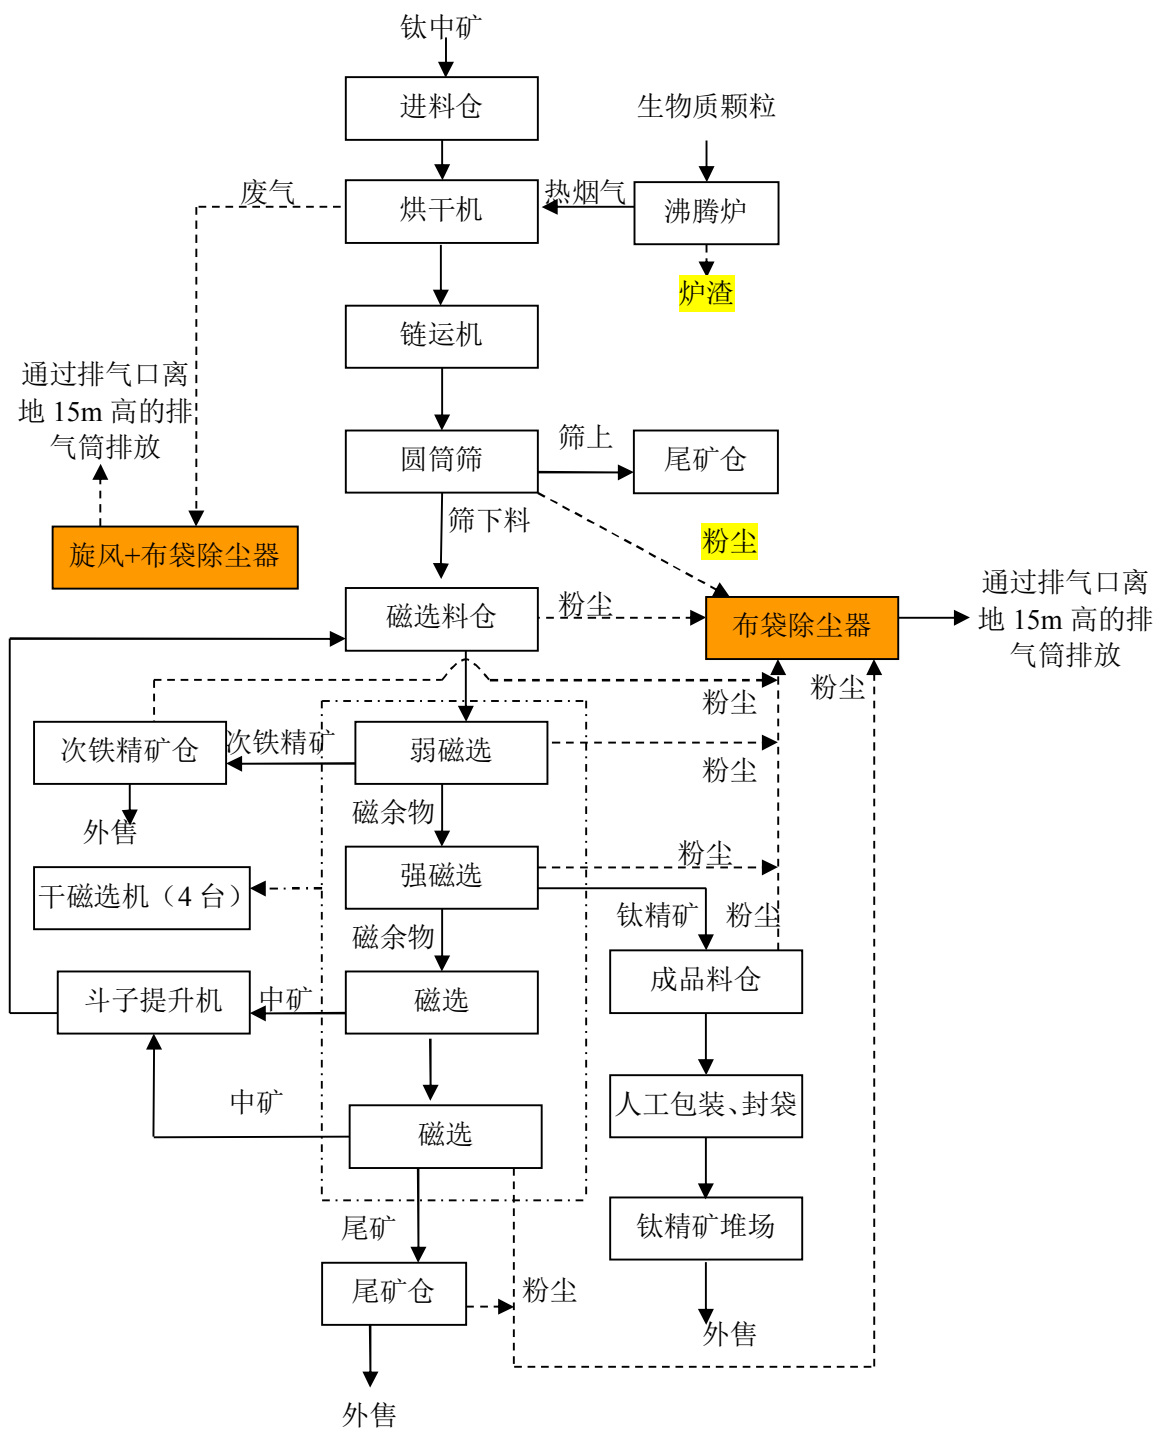 钛中矿
进料仓
生物质颗粒
废气
烘干机
热烟气
沸腾炉
炉渣
链运机
通过排气口离
地 15m 高的排
气筒排放
圆筒筛
筛上
尾矿仓
筛下料
粉尘
旋风+布袋除尘器
磁选料仓
粉尘
布袋除尘器
通过排气口离
地 15m 高的排
气筒排放
粉尘
粉尘
次铁精矿仓
次铁精矿
弱磁选
粉尘
外售
磁余物
强磁选
粉尘
干磁选机（4 台）
钛精矿
粉尘
磁余物
成品料仓
斗子提升机
中矿
磁选
人工包装、封袋
中矿
磁选
尾矿
钛精矿堆场
尾矿仓
粉尘
外售
外售